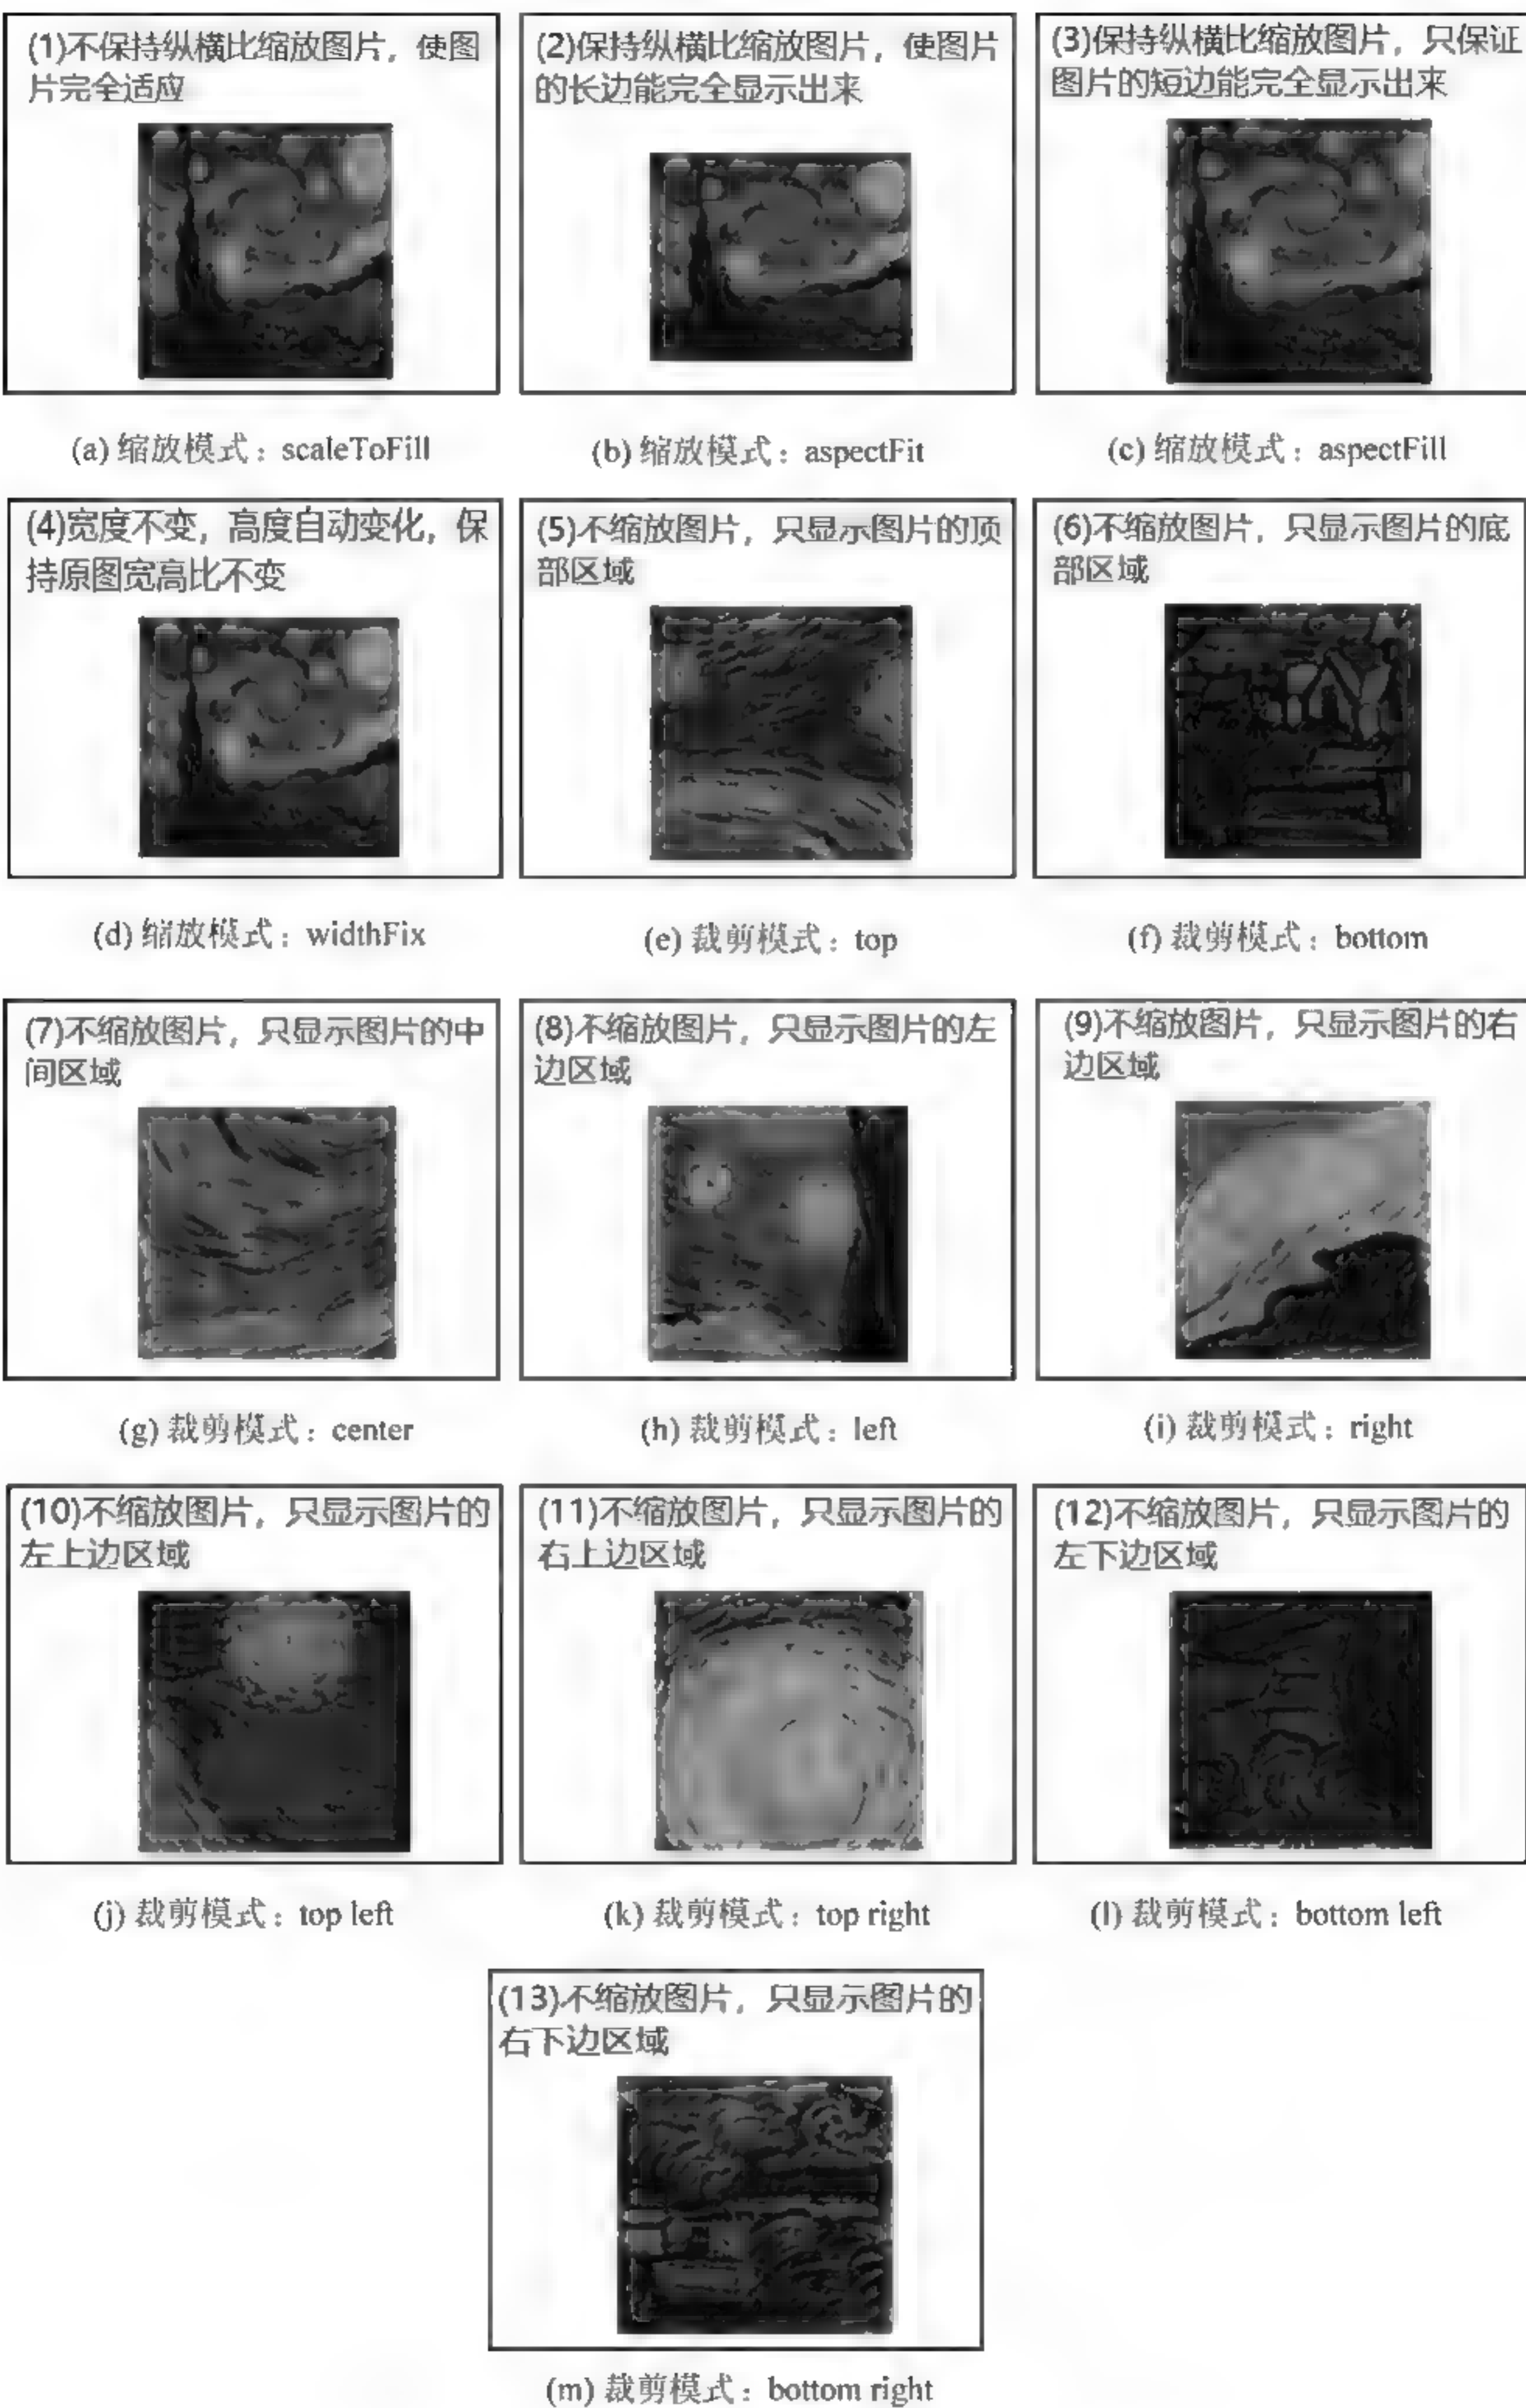 (1)不保持纵横比缩放图片，使图
片完全适应
(2)保持纵横比缩放图片，使图片
的长边能完全显示出来
(3)保持纵横比缩放图片，只保证
图片的短边能完全显示出来
(a) 缩放模式：scaleToFill
(b) 缩放模式：aspectFit
(c) 缩放模式：aspectFill
(4)宽度不变，高度自动变化，保
持原图宽高比不变
(5)不缩放图片，只显示图片的顶
部区域
(6)不缩放图片，只显示图片的底
部区域
(d) 缩放模式：widthFix
(e) 裁剪模式：top
(f) 裁剪模式：bottom
(7)不缩放图片，只显示图片的中
间区域
(8)不缩放图片，只显示图片的左
边区域
(9)不缩放图片，只显示图片的右
边区域
(g) 裁剪模式：center
(h) 裁剪模式：left
(i) 裁剪模式：right
(10)不缩放图片，只显示图片的
左上边区域
(11)不缩放图片，只显示图片的
右上边区域
(12)不缩放图片，只显示图片的
左下边区域
(j) 裁剪模式：top left
(k) 裁剪模式：top right
(l) 裁剪模式：bottom left
(13)不缩放图片，只显示图片的
右下边区域
(m) 裁剪模式：bottom right